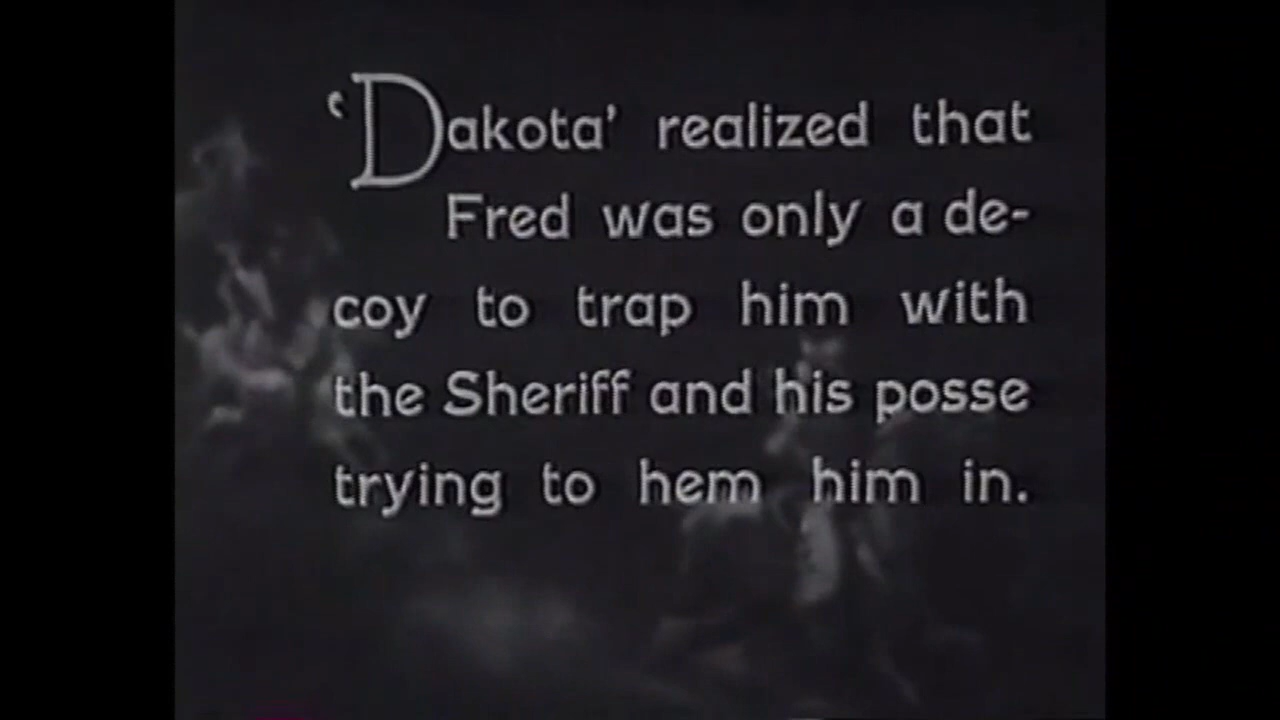 ‘Dakota’ realized that
Fred was only a de-
coy to trap him with
the Sheriff and his posse
trying to hem him in.